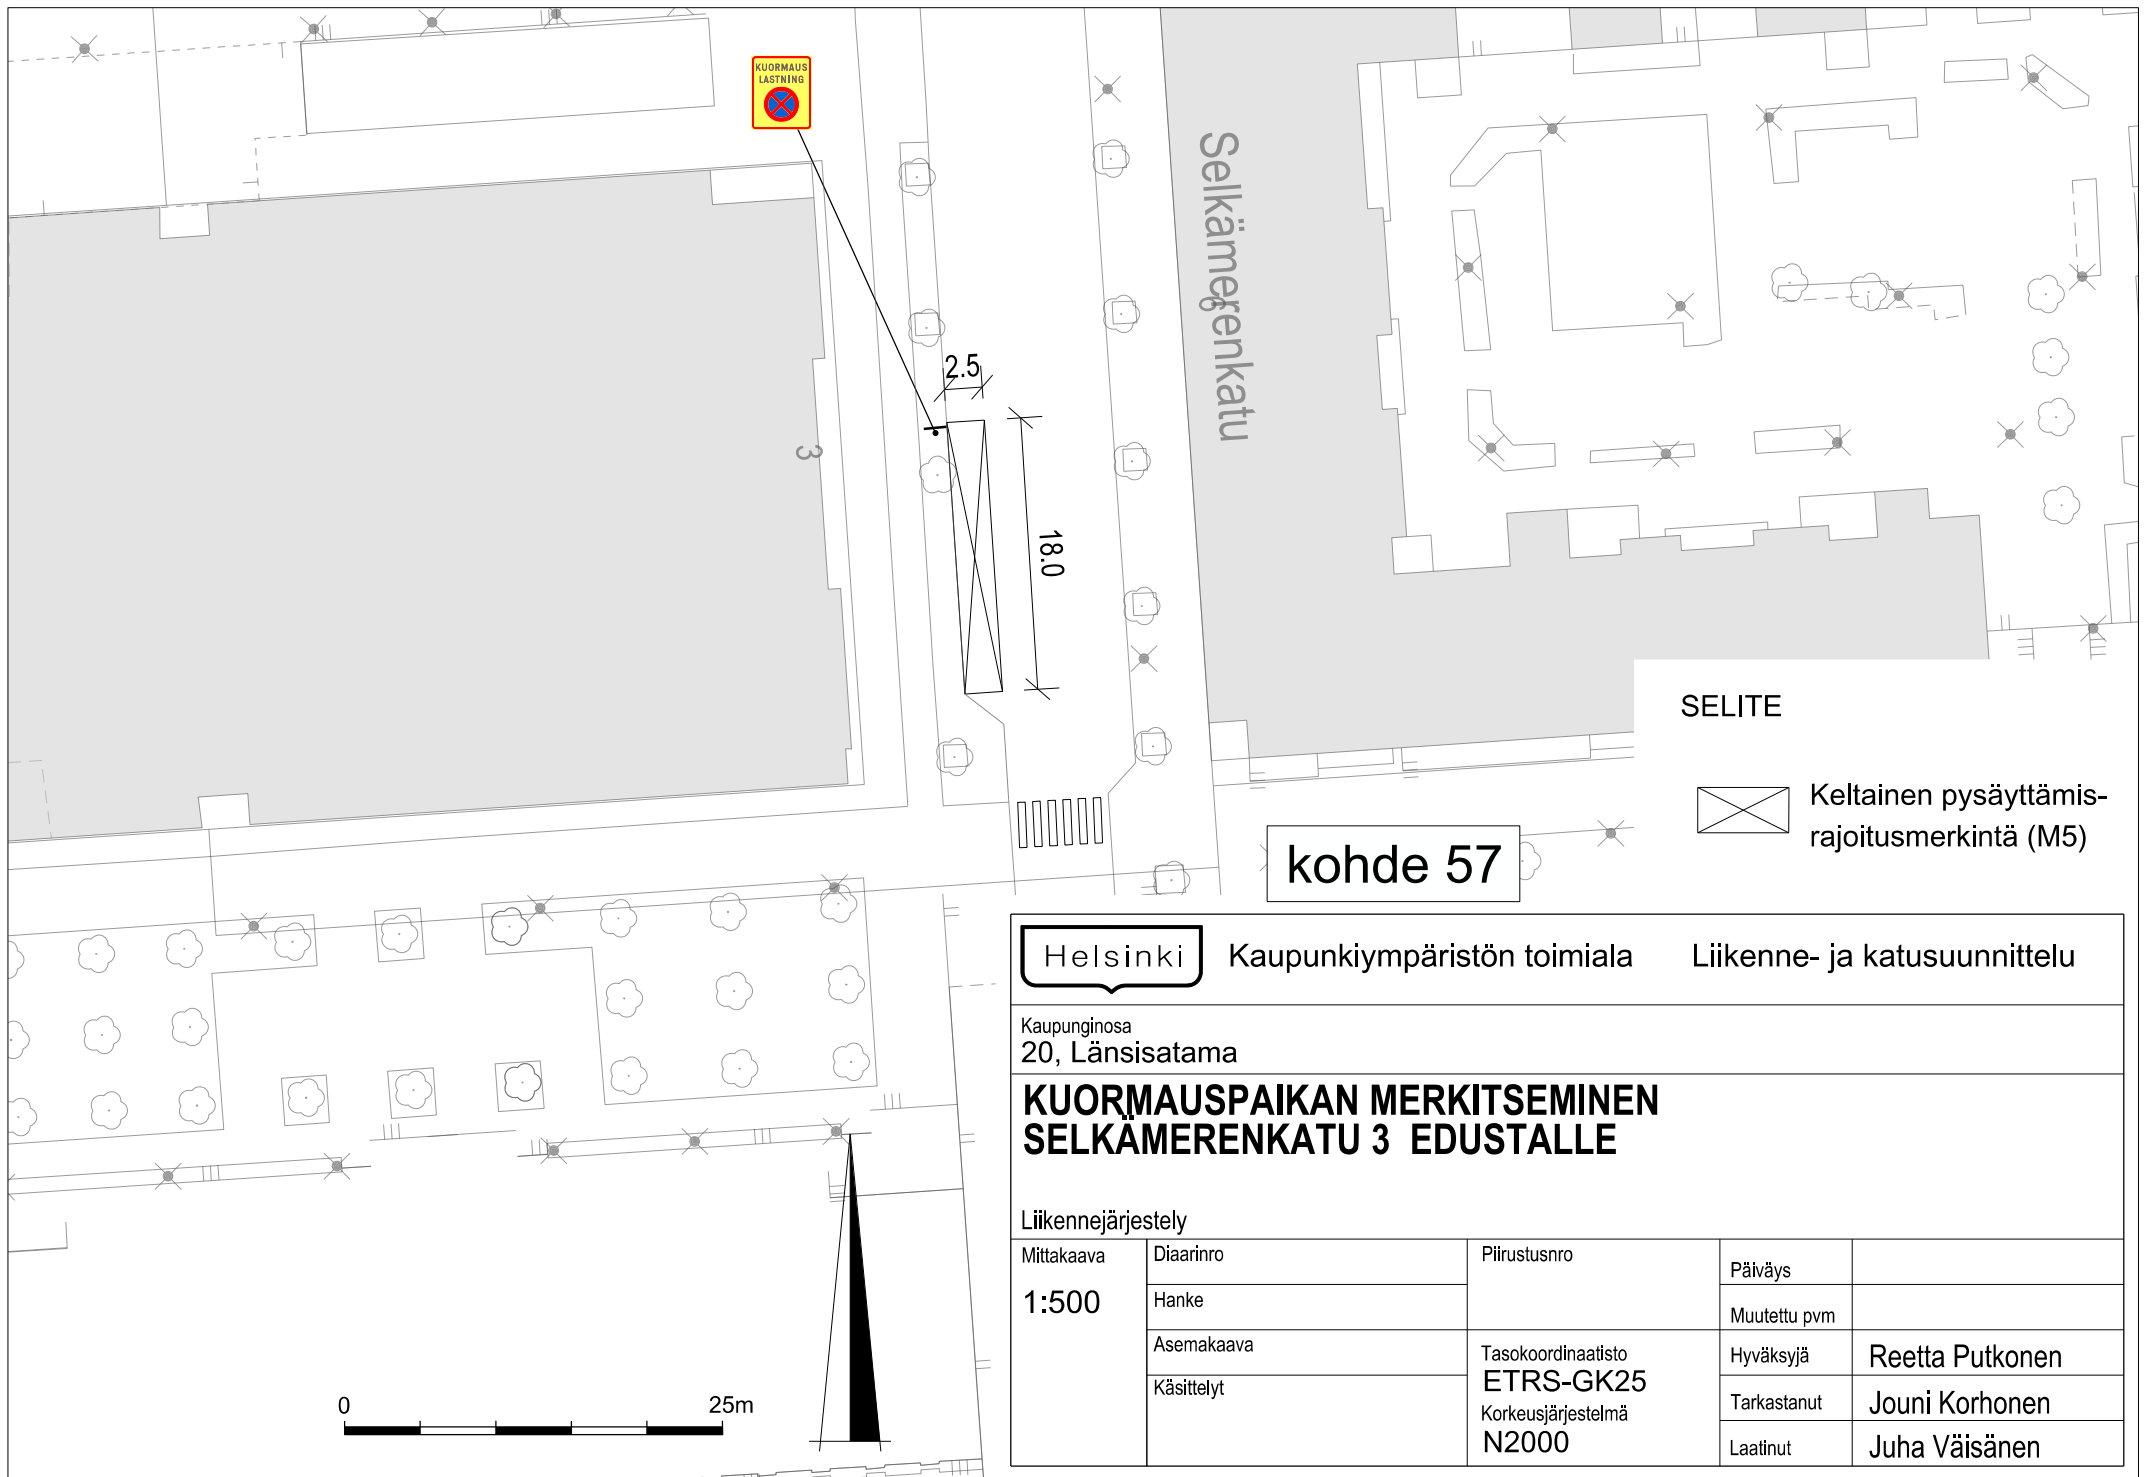 KUORMAUS
LASTNING
Selkämerenkatu
6
2.5
3
18.0
SELITE
Keltainen pysäyttämis-
rajoitusmerkintä (M5)
kohde 57
Helsinki
Kaupunkiympäristön toimiala
Liikenne- ja katusuunnittelu
Kaupunginosa
20, Länsisatama
KUORMAUSPAIKAN MERKITSEMINEN
SELKÄMERENKATU 3 EDUSTALLE
Liikennejärjestely
Mittakaava
1:500
Diaarinro
Hanke
Asemakaava
Käsittelyt
Piirustusnro
Tasokoordinaatisto
ETRS-GK25
Korkeusjärjestelmä
N2000
Päiväys
Muutettu pvm
Hyväksyjä
Reetta Putkonen
Tarkastanut
Jouni Korhonen
Laatinut
Juha Väisänen
0
25m